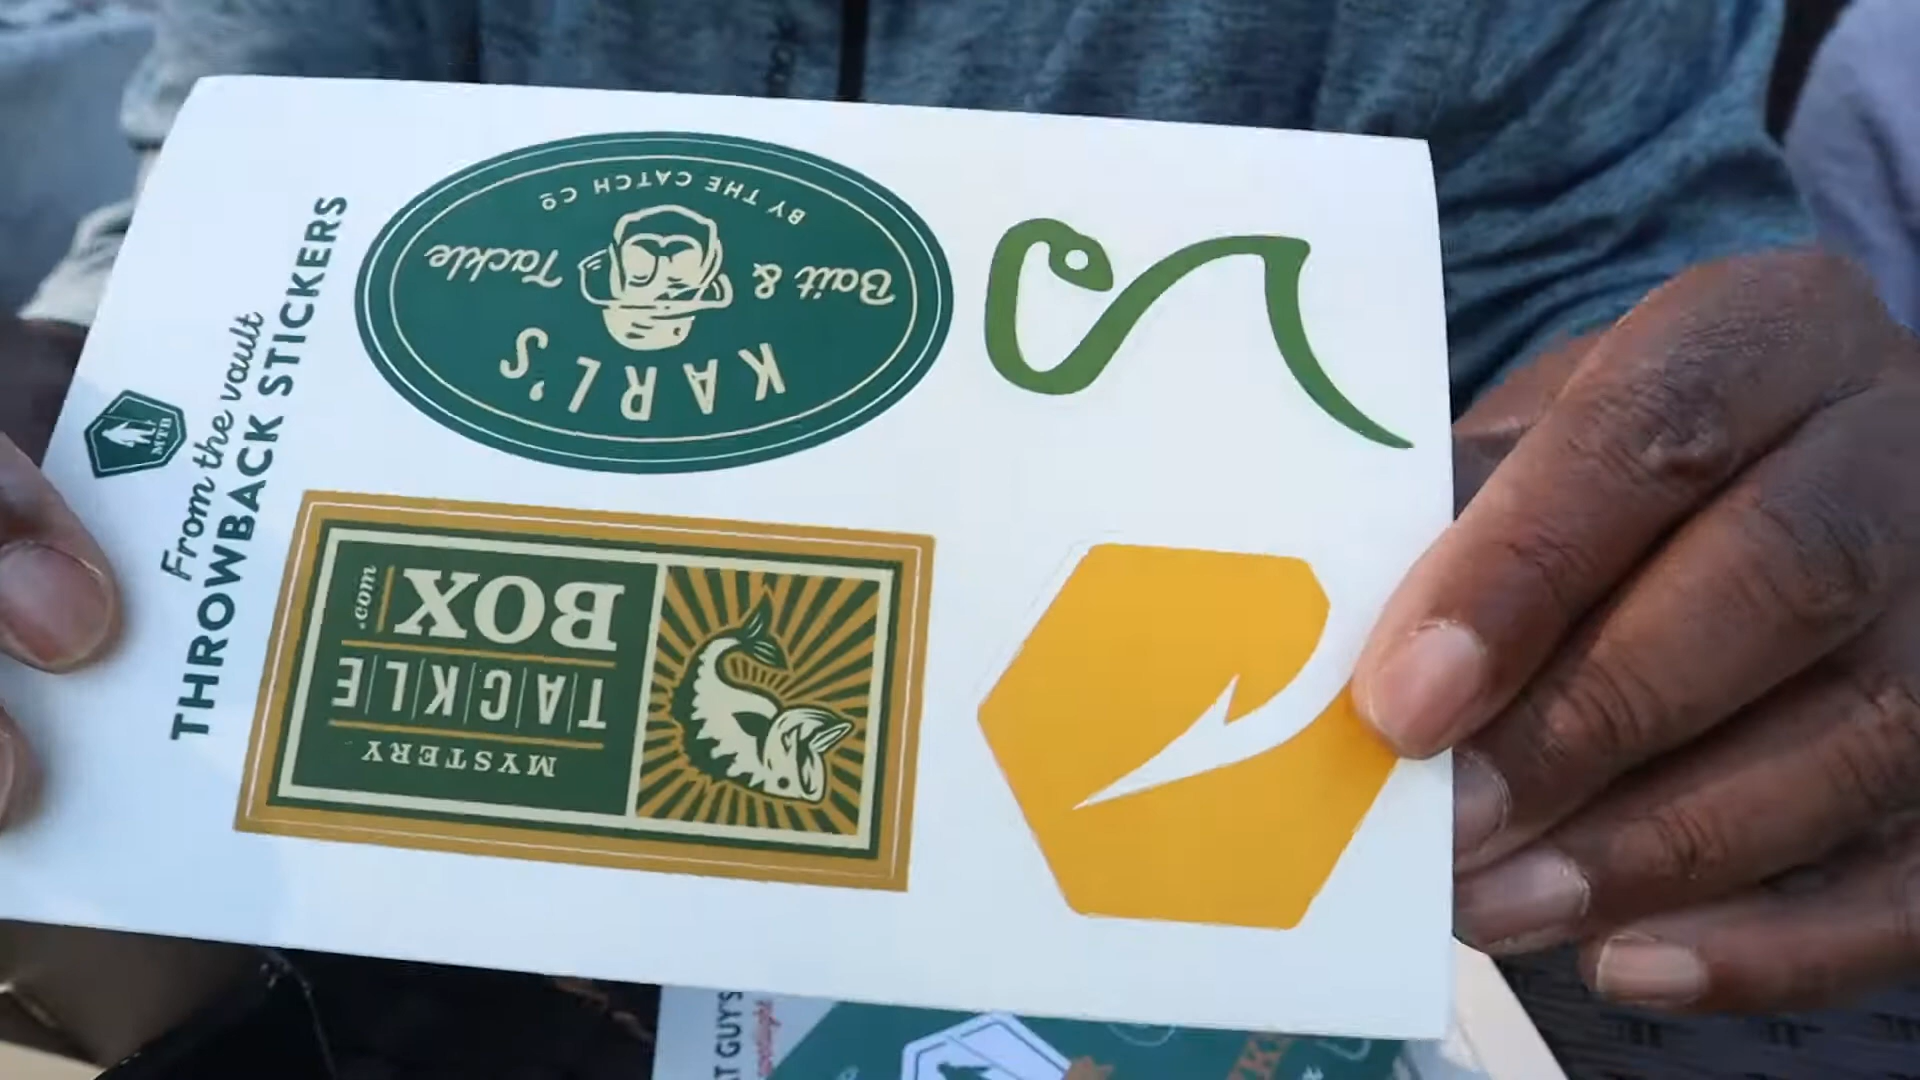 From the vault
THROWBACK STICKERS
MTB
KARL'S
Bait & Tackle
BY THE CATCH CO
MYSTERY
TACKLE
BOX
.com